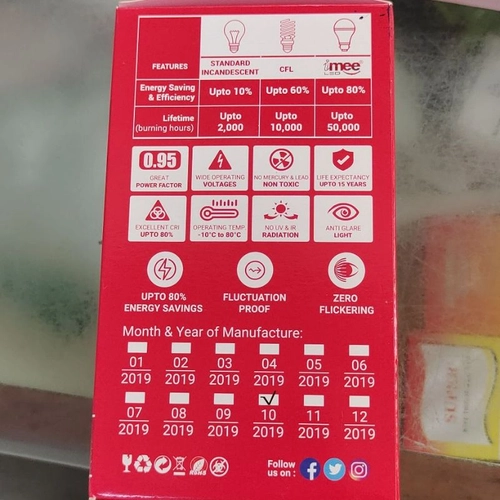 FEATURES
STANDARD INCANDESCENT
CFL
imee
LED
Energy Saving & Efficiency
Upto 10%
Upto 60%
Upto 80%
Lifetime (burning hours)
Upto 2,000
Upto 10,000
Upto 50,000
0.95
GREAT
POWER FACTOR
WIDE OPERATING
VOLTAGES
NO MERCURY & LEAD
NON TOXIC
LIFE EXPECTANCY
UPTO 15 YEARS
EXCELLENT CRI
UPTO 80%
OPERATING TEMP.
-10°C to 80°C
NO UV & IR
RADIATION
ANTI GLARE
LIGHT
UPTO 80%
ENERGY SAVINGS
FLUCTUATION
PROOF
ZERO
FLICKERING
Month & Year of Manufacture:
01 02 03 04 05 06
2019 2019 2019 2019 2019 2019
07 08 09 10 11 12
2019 2019 2019 2019 2019 2019
RoHS
Follow
us on :
SUPER